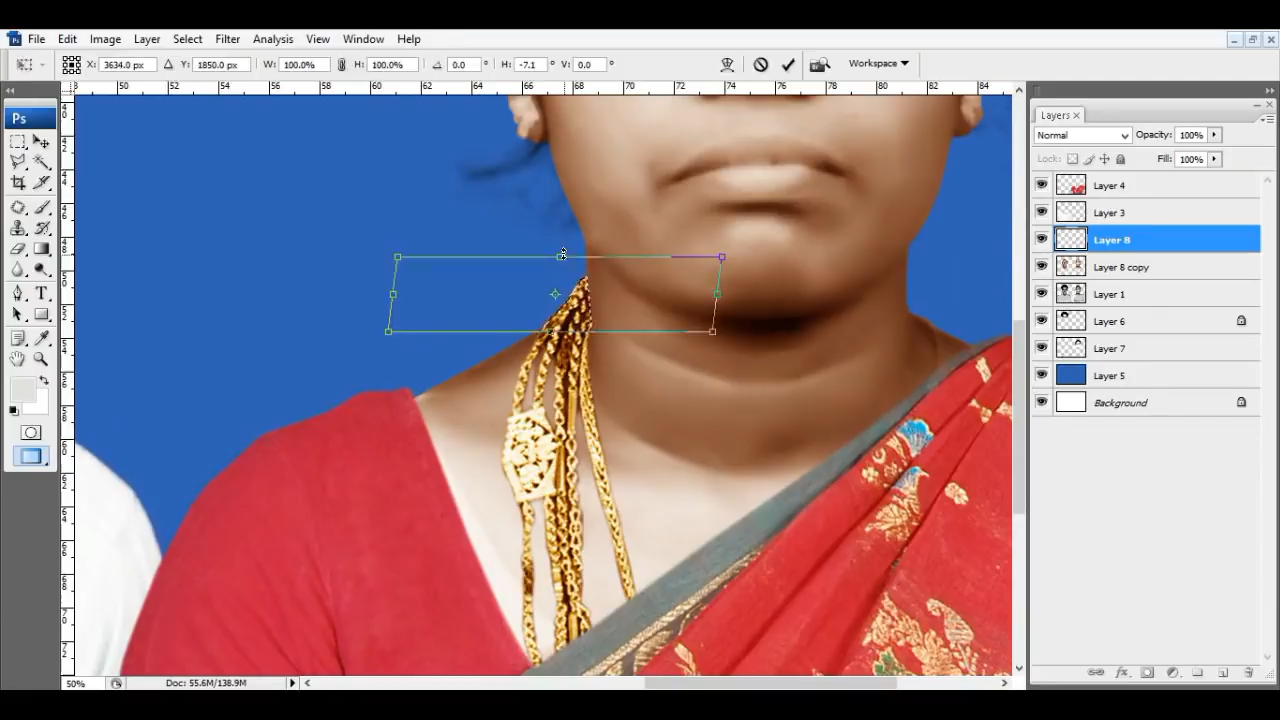 File Edit Image Layer Select Filter Analysis View Window Help
X: 3634.0 px Y: 1850.0 px W: 100.0% H: 100.0% 0.0 ° H: -7.1 ° V: 0.0 ° Workspace
50 52 54 56 58 60 62 64 66 68 70 72 74 76 78 80 82 84
Ps
Layers
Normal Opacity: 100%
Lock: Fill: 100%
Layer 4
Layer 3
Layer 8
Layer 8 copy
Layer 1
Layer 6
Layer 7
Layer 5
Background
50% Doc: 55.6M/138.9M